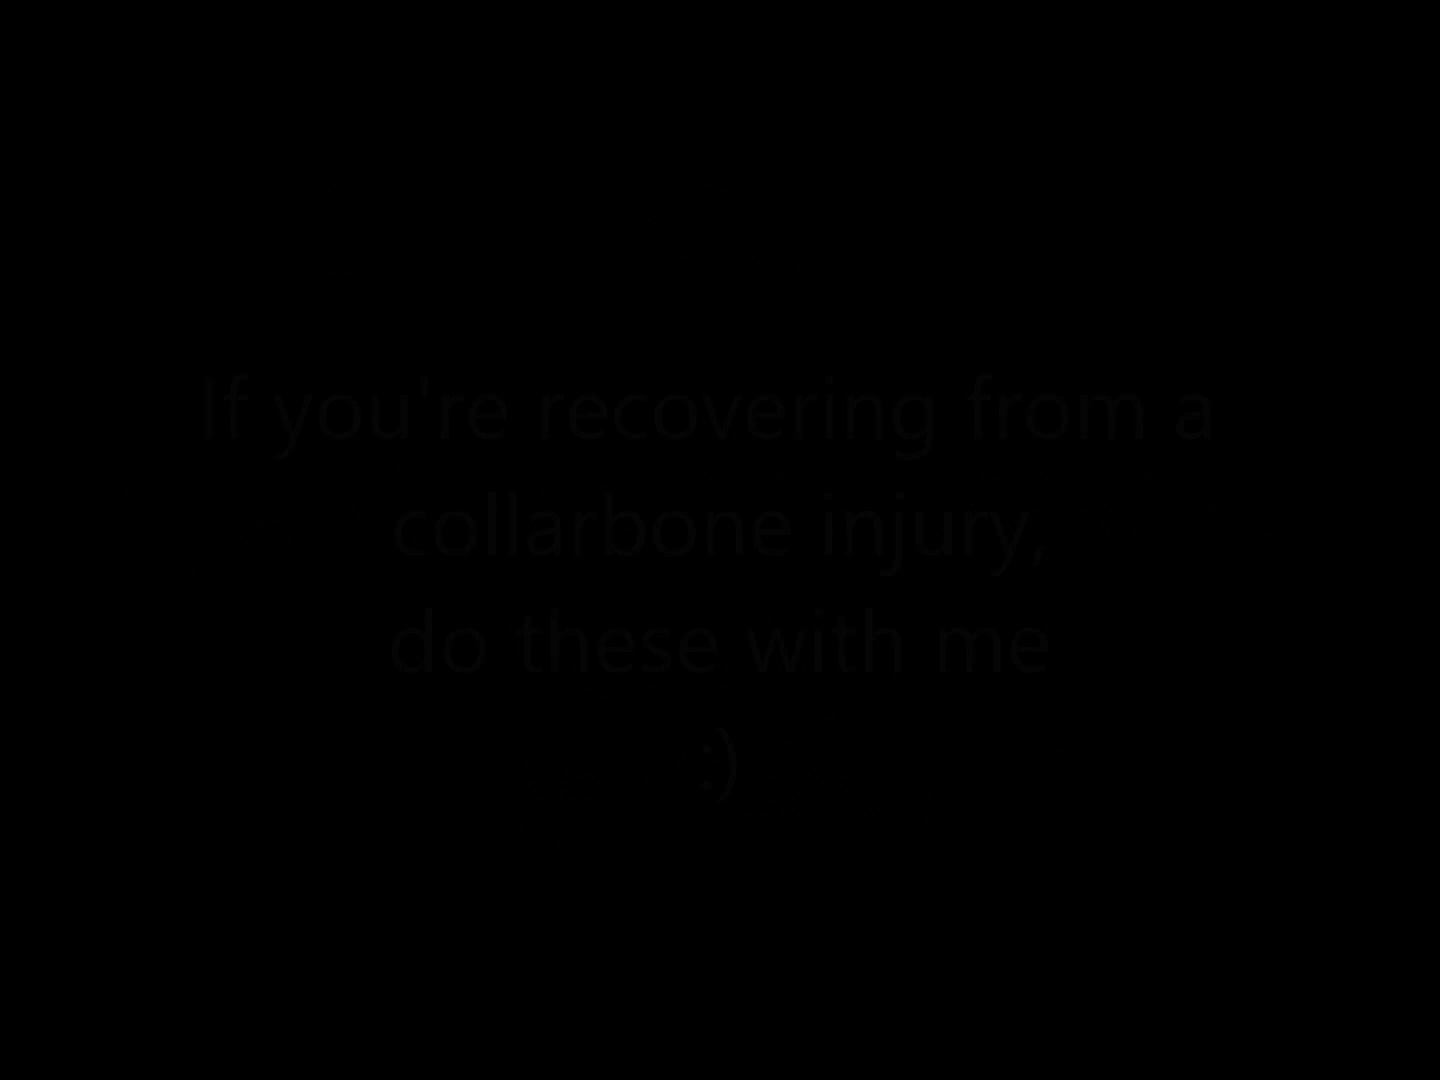 If you're recovering from a
collarbone injury,
do these with me
:)